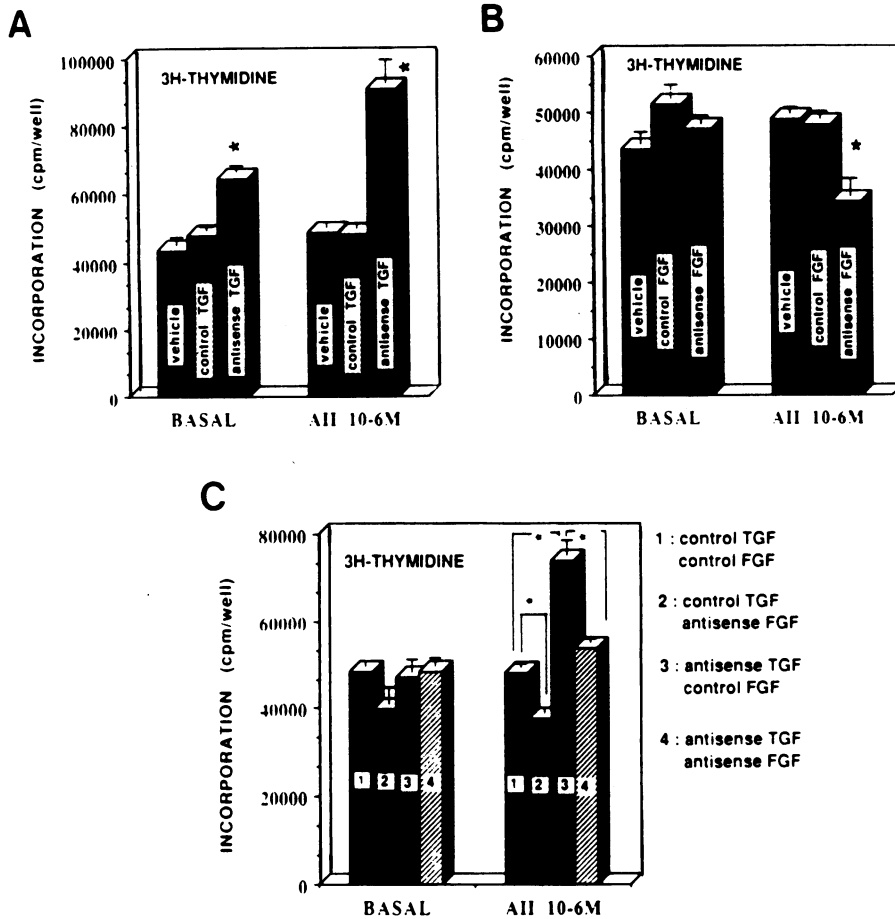 A
3H-THYMIDINE
INCORPORATION (cpm/well)
100000
80000
60000
40000
20000
0
vehicle
control TGF
antisense TGF
vehicle
control TGF
antisense TGF
*
*
BASAL
AII 10-6M
B
3H-THYMIDINE
INCORPORATION (cpm/well)
60000
50000
40000
30000
20000
10000
0
vehicle
control FGF
antisense FGF
vehicle
control FGF
antisense FGF
*
BASAL
AII 10-6M
C
3H-THYMIDINE
INCORPORATION (cpm/well)
80000
60000
40000
20000
0
1
2
3
4
1
2
3
4
*
*
*
BASAL
AII 10-6M
1 : control TGF
control FGF
2 : control TGF
antisense FGF
3 : antisense TGF
control FGF
4 : antisense TGF
antisense FGF